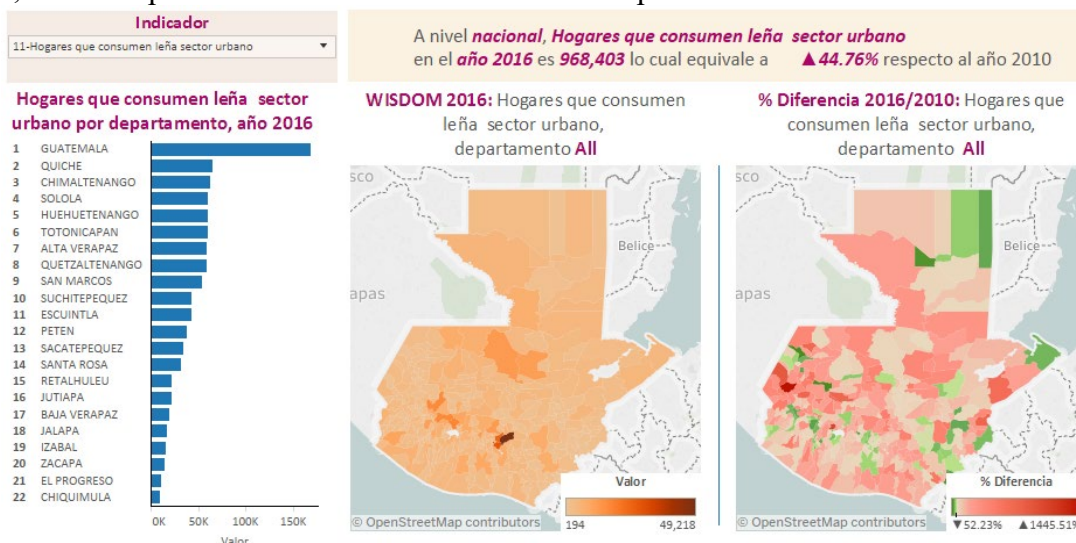 Indicador
11-Hogares que consumen leña sector urbano
A nivel nacional, Hogares que consumen leña sector urbano
en el año 2016 es 968,403 lo cual equivale a ▲44.76% respecto al año 2010
Hogares que consumen leña sector
urbano por departamento, año 2016
1 GUATEMALA
2 QUICHE
3 CHIMALTENANGO
4 SOLOLA
5 HUEHUETENANGO
6 TOTONICAPAN
7 ALTA VERAPAZ
8 QUETZALTENANGO
9 SAN MARCOS
10 SUCHITEPEQUEZ
11 ESCUINTLA
12 PETEN
13 SACATEPEQUEZ
14 SANTA ROSA
15 RETALHULEU
16 JUTIAPA
17 BAJA VERAPAZ
18 JALAPA
19 IZABAL
20 ZACAPA
21 EL PROGRESO
22 CHIQUIMULA
0K 50K 100K 150K
Valor
WISDOM 2016: Hogares que consumen
leña sector urbano,
departamento All
sco
Belice
apas
Valor
194 49,218
© OpenStreetMap contributors
% Diferencia 2016/2010: Hogares que
consumen leña sector urbano,
departamento All
sco
Belice
apas
% Diferencia
▼52.23% ▲1445.51%
© OpenStreetMap contributors